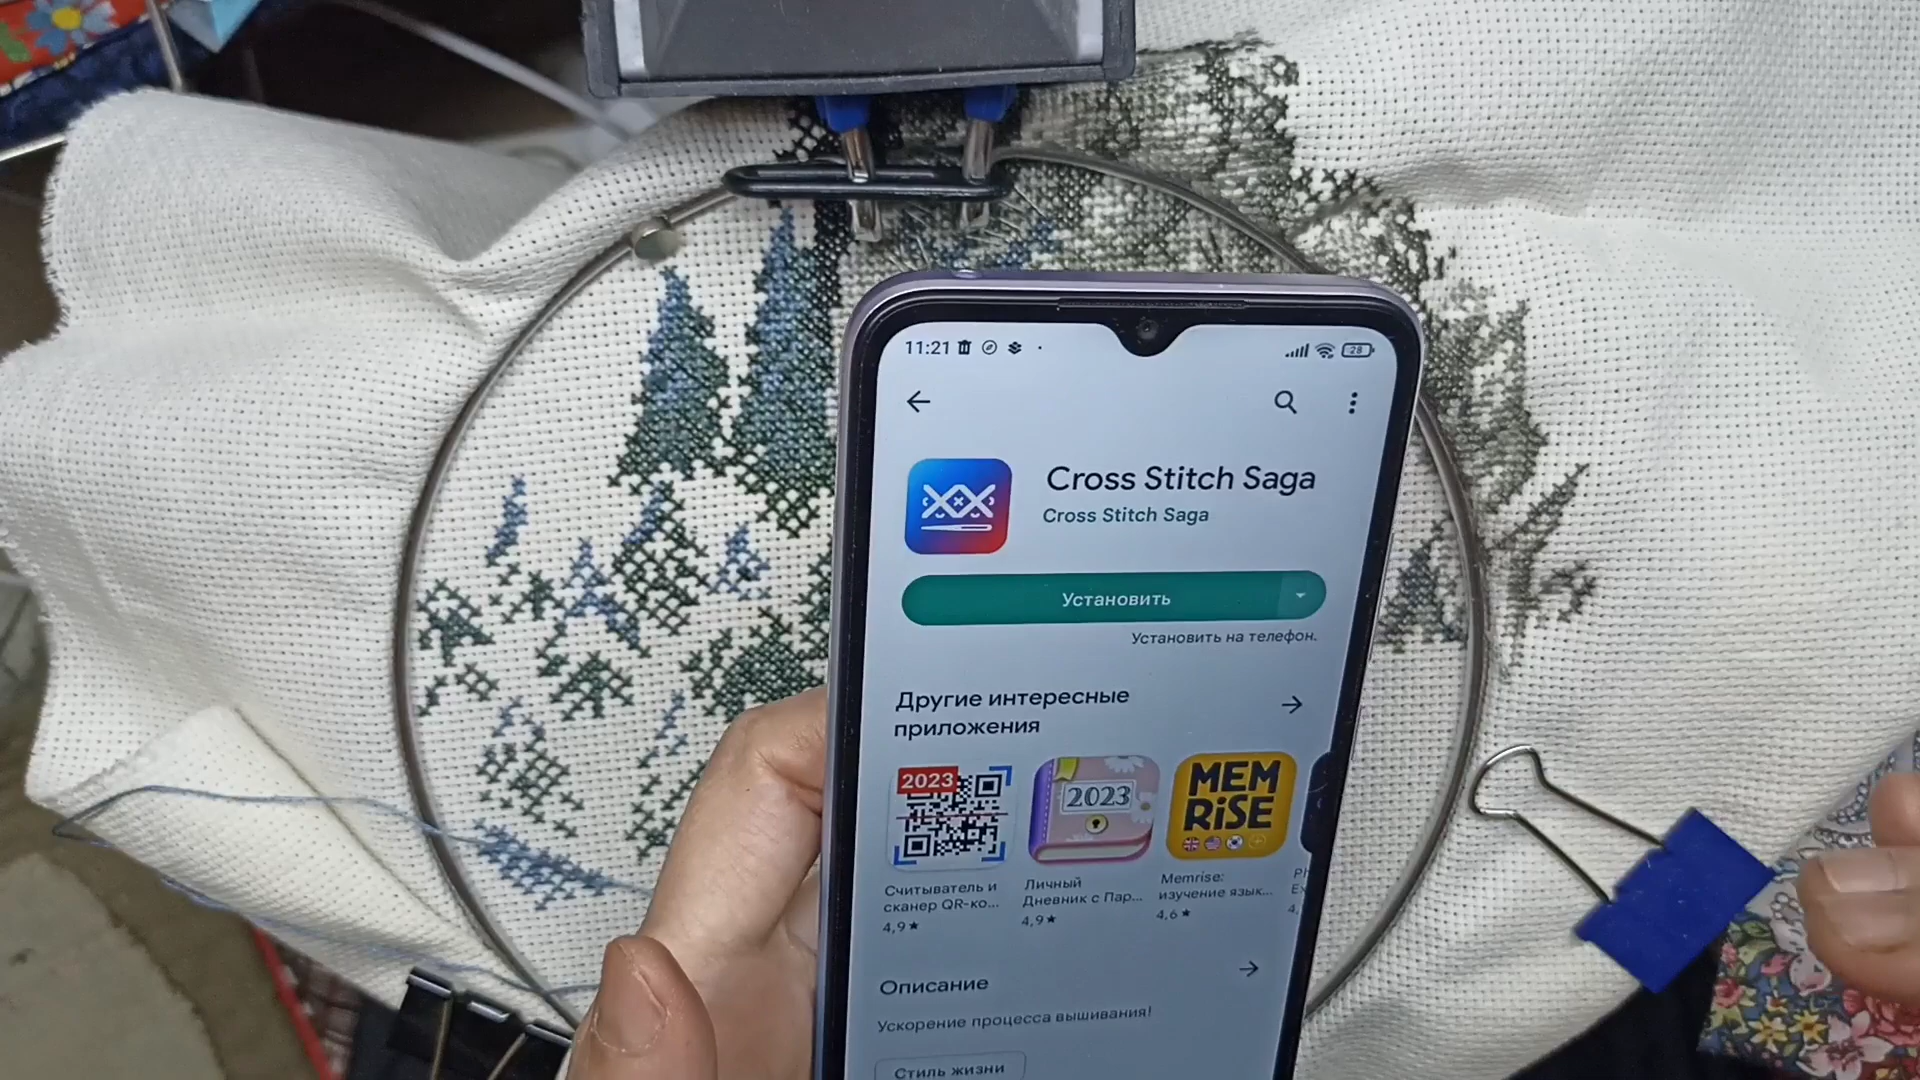 11:21
28
Cross Stitch Saga
Cross Stitch Saga
Установить
Установить на телефон.
Другие интересные
приложения
2023
2023
MEM
RiSE
Считыватель и
сканер QR-ко...
4,9★
Личный
Дневник с Пар...
4,9★
Memrise:
изучение язык...
4,6★
Описание
Ускорение процесса вышивания!
Стиль жизни